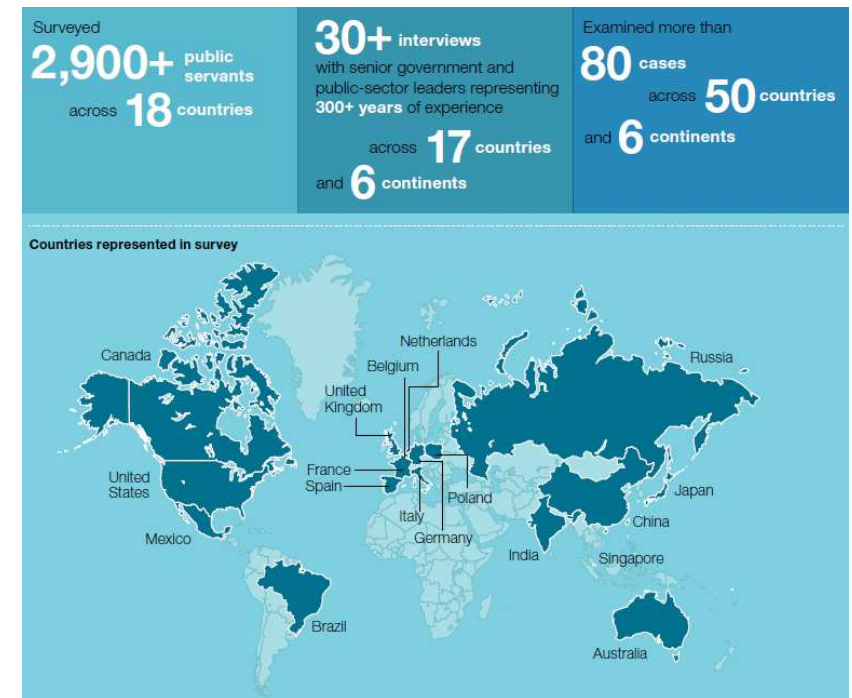 Surveyed
2,900+ public
servants
across 18 countries
30+ interviews
with senior government and
public-sector leaders representing
300+ years of experience
across 17 countries
and 6 continents
Examined more than
80 cases
across 50 countries
and 6 continents
Countries represented in survey
Canada
Netherlands
Belgium
Russia
United
Kingdom
United
States
France
Spain
Poland
Japan
Italy
China
Mexico
Germany
India
Singapore
Brazil
Australia